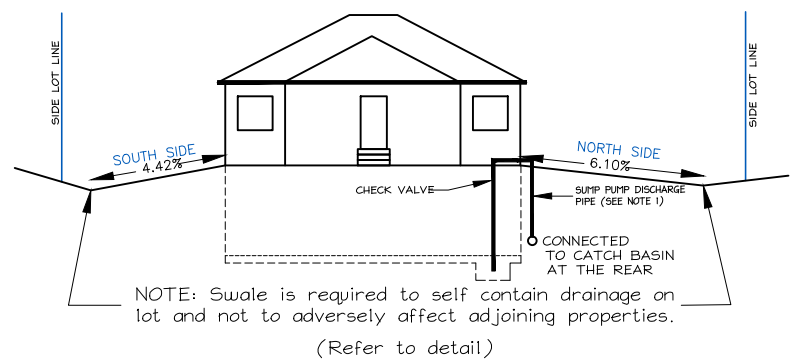 SIDE LOT LINE
SIDE LOT LINE
SOUTH SIDE
4.42%
NORTH SIDE
6.10%
CHECK VALVE
SUMP PUMP DISCHARGE
PIPE (SEE NOTE 1)
CONNECTED
TO CATCH BASIN
AT THE REAR
NOTE: Swale is required to self contain drainage on
lot and not to adversely affect adjoining properties.
(Refer to detail)